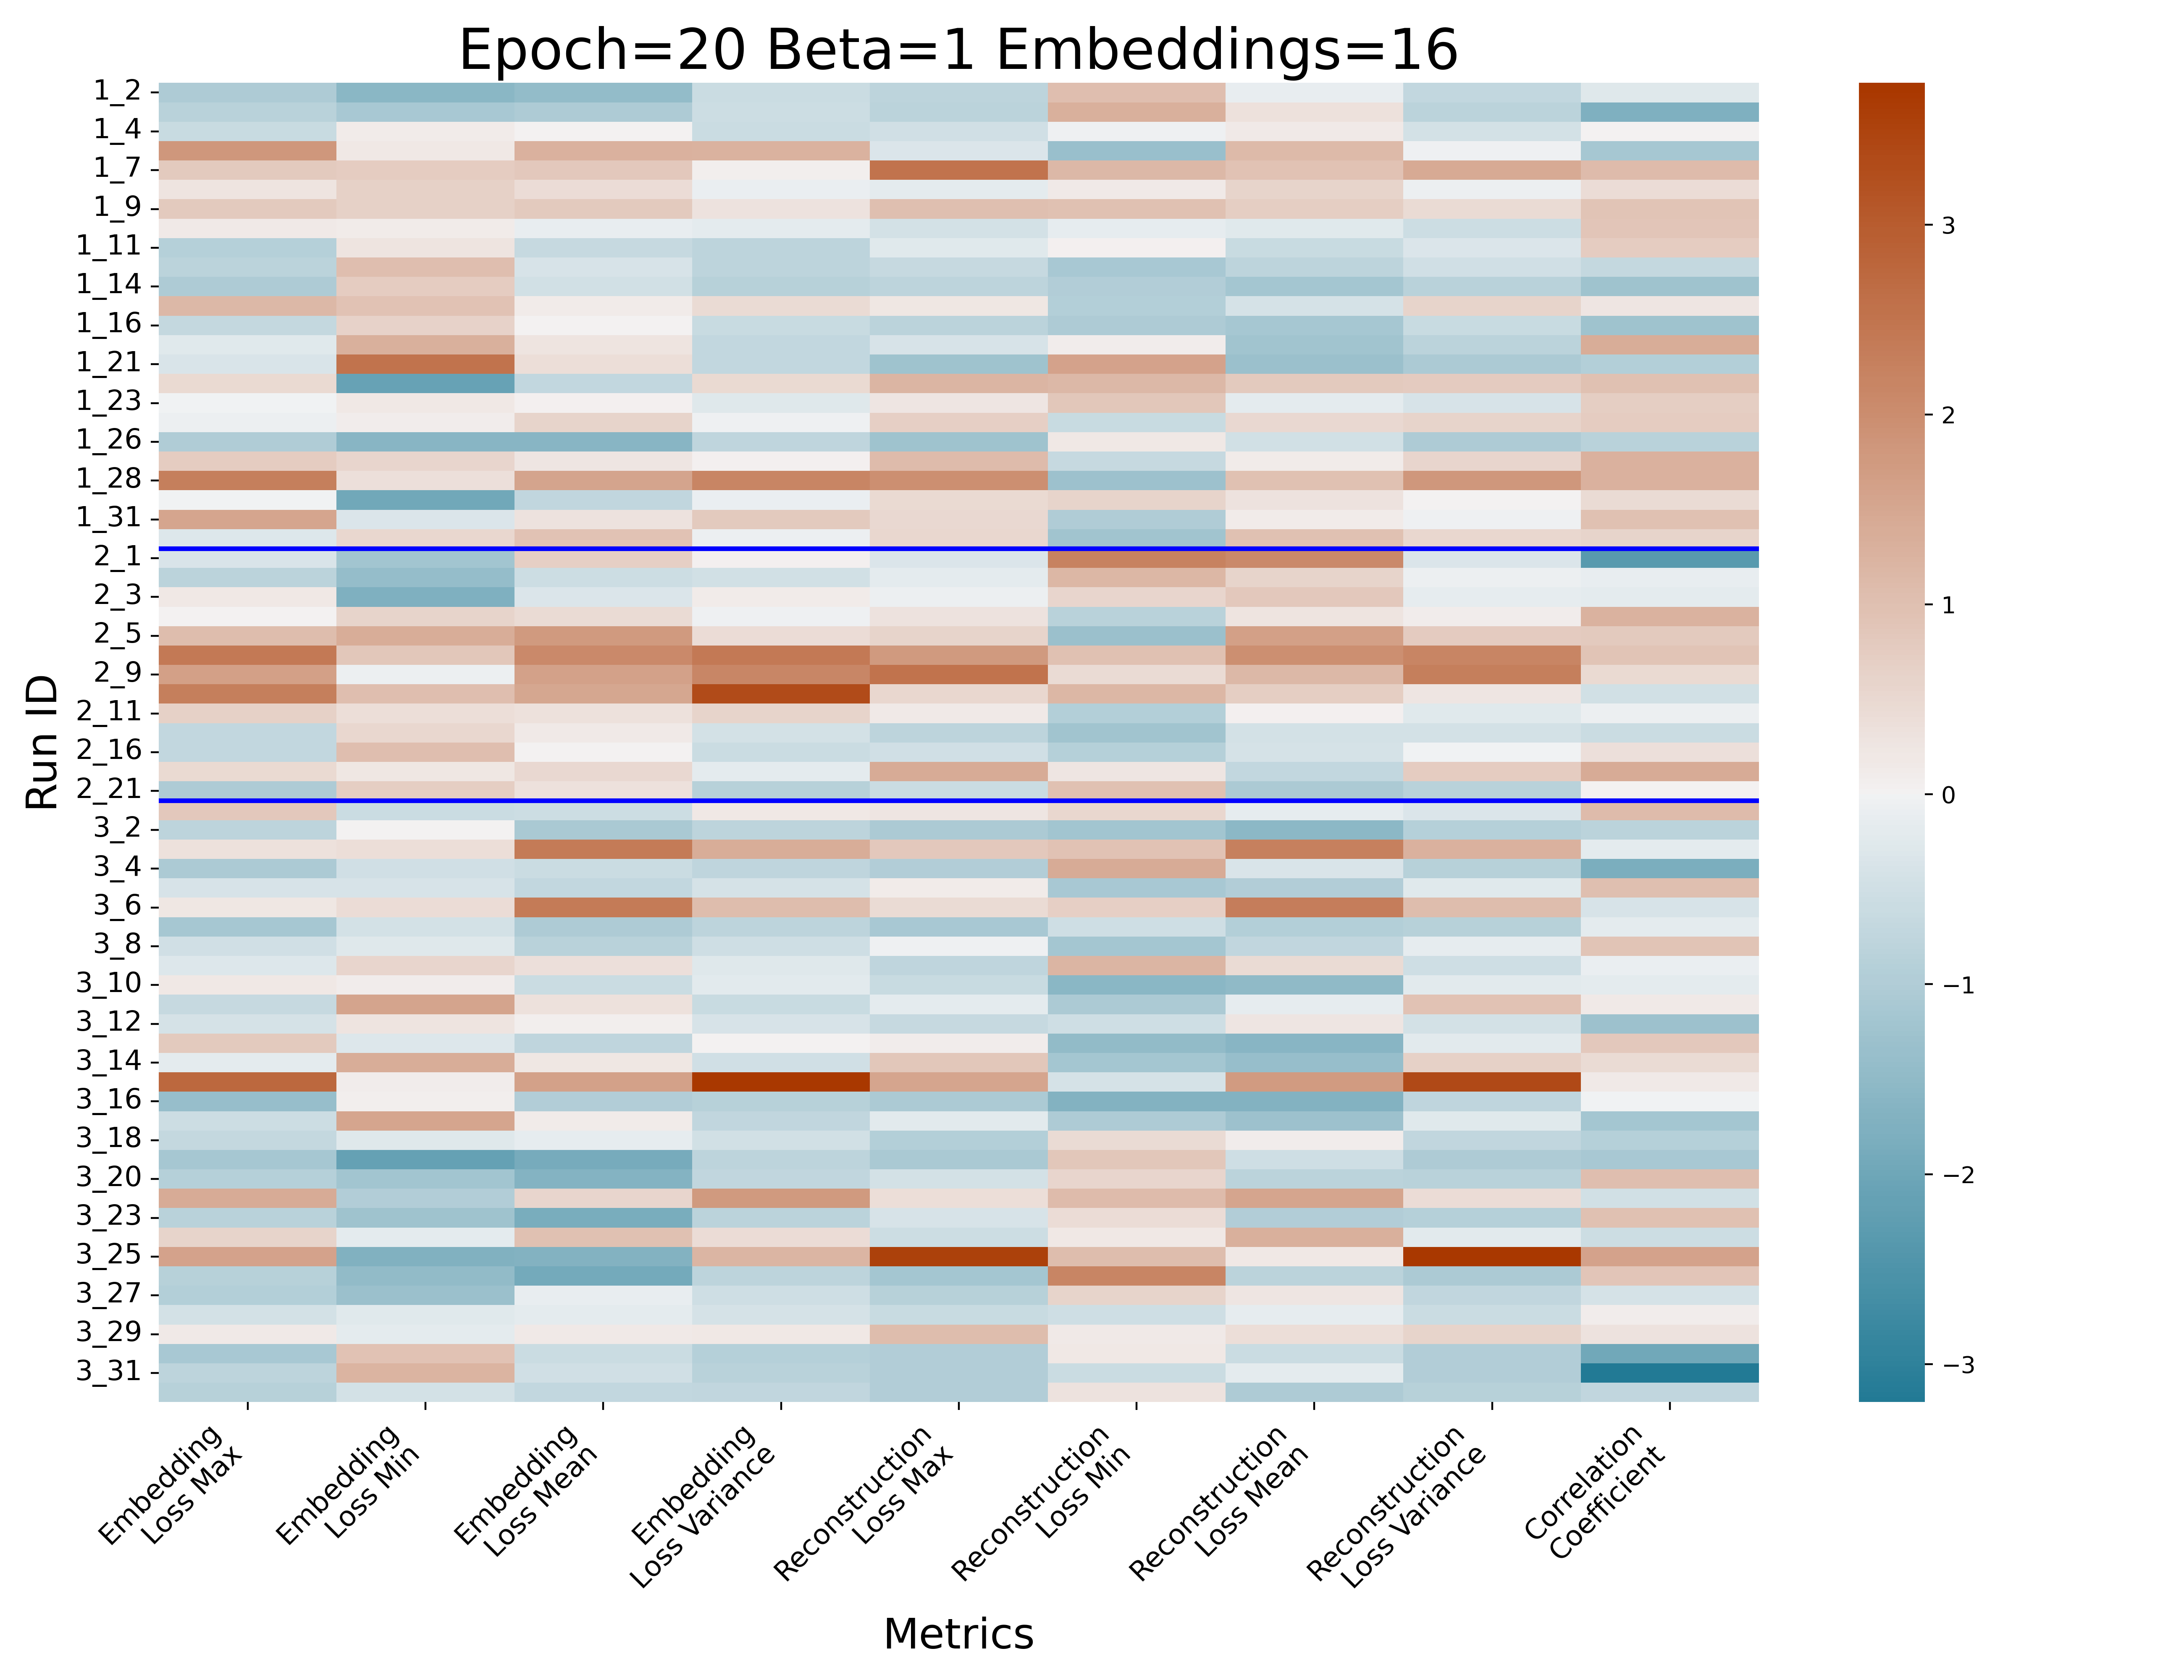 Epoch=20 Beta=1 Embeddings=16
Run ID
1_2
1_4
1_7
1_9
1_11
1_14
1_16
1_21
1_23
1_26
1_28
1_31
2_1
2_3
2_5
2_9
2_11
2_16
2_21
3_2
3_4
3_6
3_8
3_10
3_12
3_14
3_16
3_18
3_20
3_23
3_25
3_27
3_29
3_31
3
2
1
0
−1
−2
−3
Embedding
Loss Max
Embedding
Loss Min
Embedding
Loss Mean
Embedding
Loss Variance
Reconstruction
Loss Max
Reconstruction
Loss Min
Reconstruction
Loss Mean
Reconstruction
Loss Variance
Correlation
Coefficient
Metrics